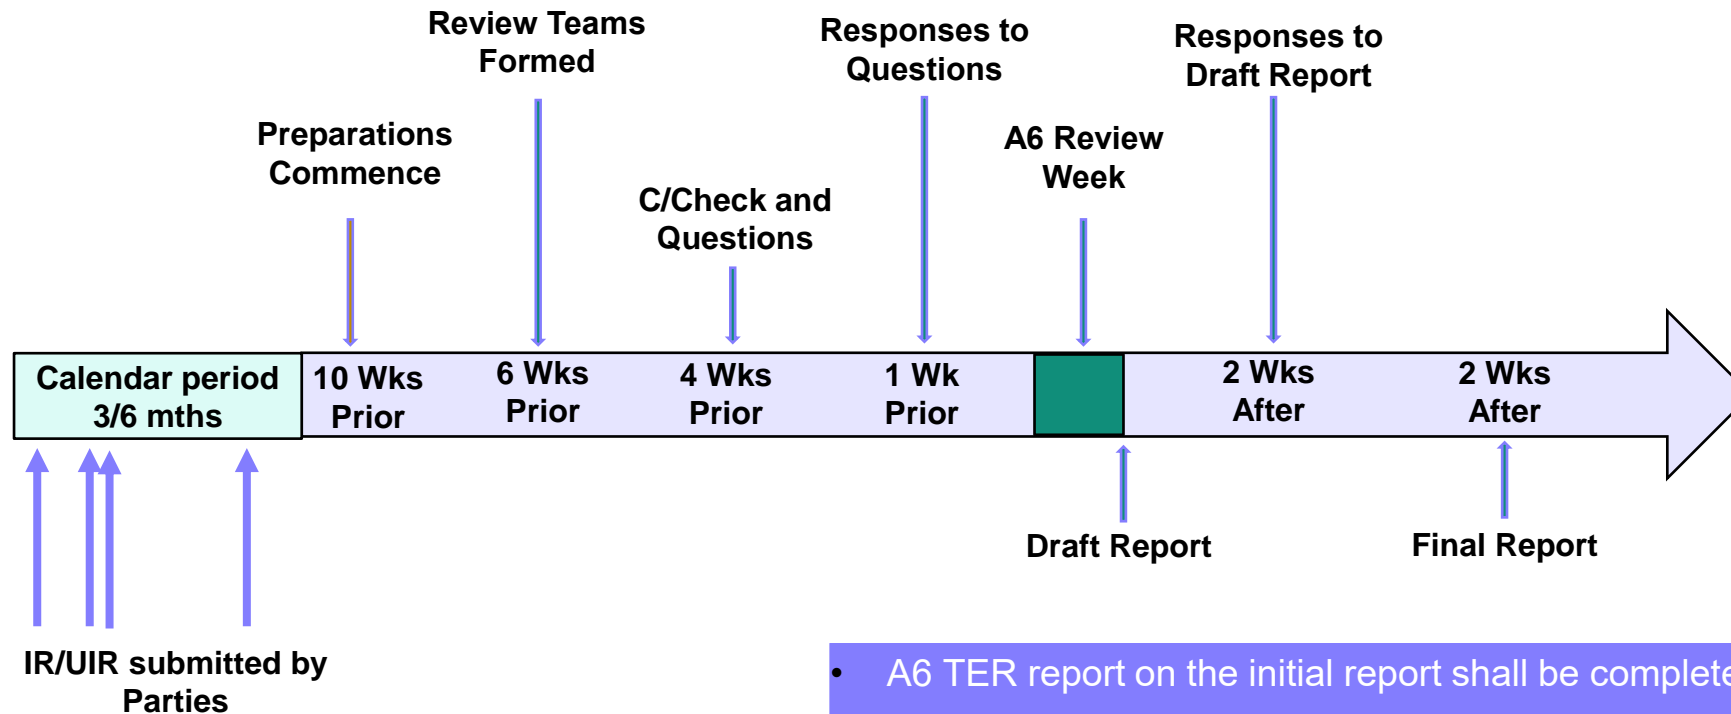 Review Teams
Formed
Responses to
Questions
Responses to
Draft Report
Preparations
Commence
A6 Review
Week
C/Check and
Questions
Calendar period
3/6 mths
10 Wks
Prior
6 Wks
Prior
4 Wks
Prior
1 Wk
Prior
2 Wks
After
2 Wks
After
Draft Report
Final Report
IR/UIR submitted by
Parties
• A6 TER report on the initial report shall be complete